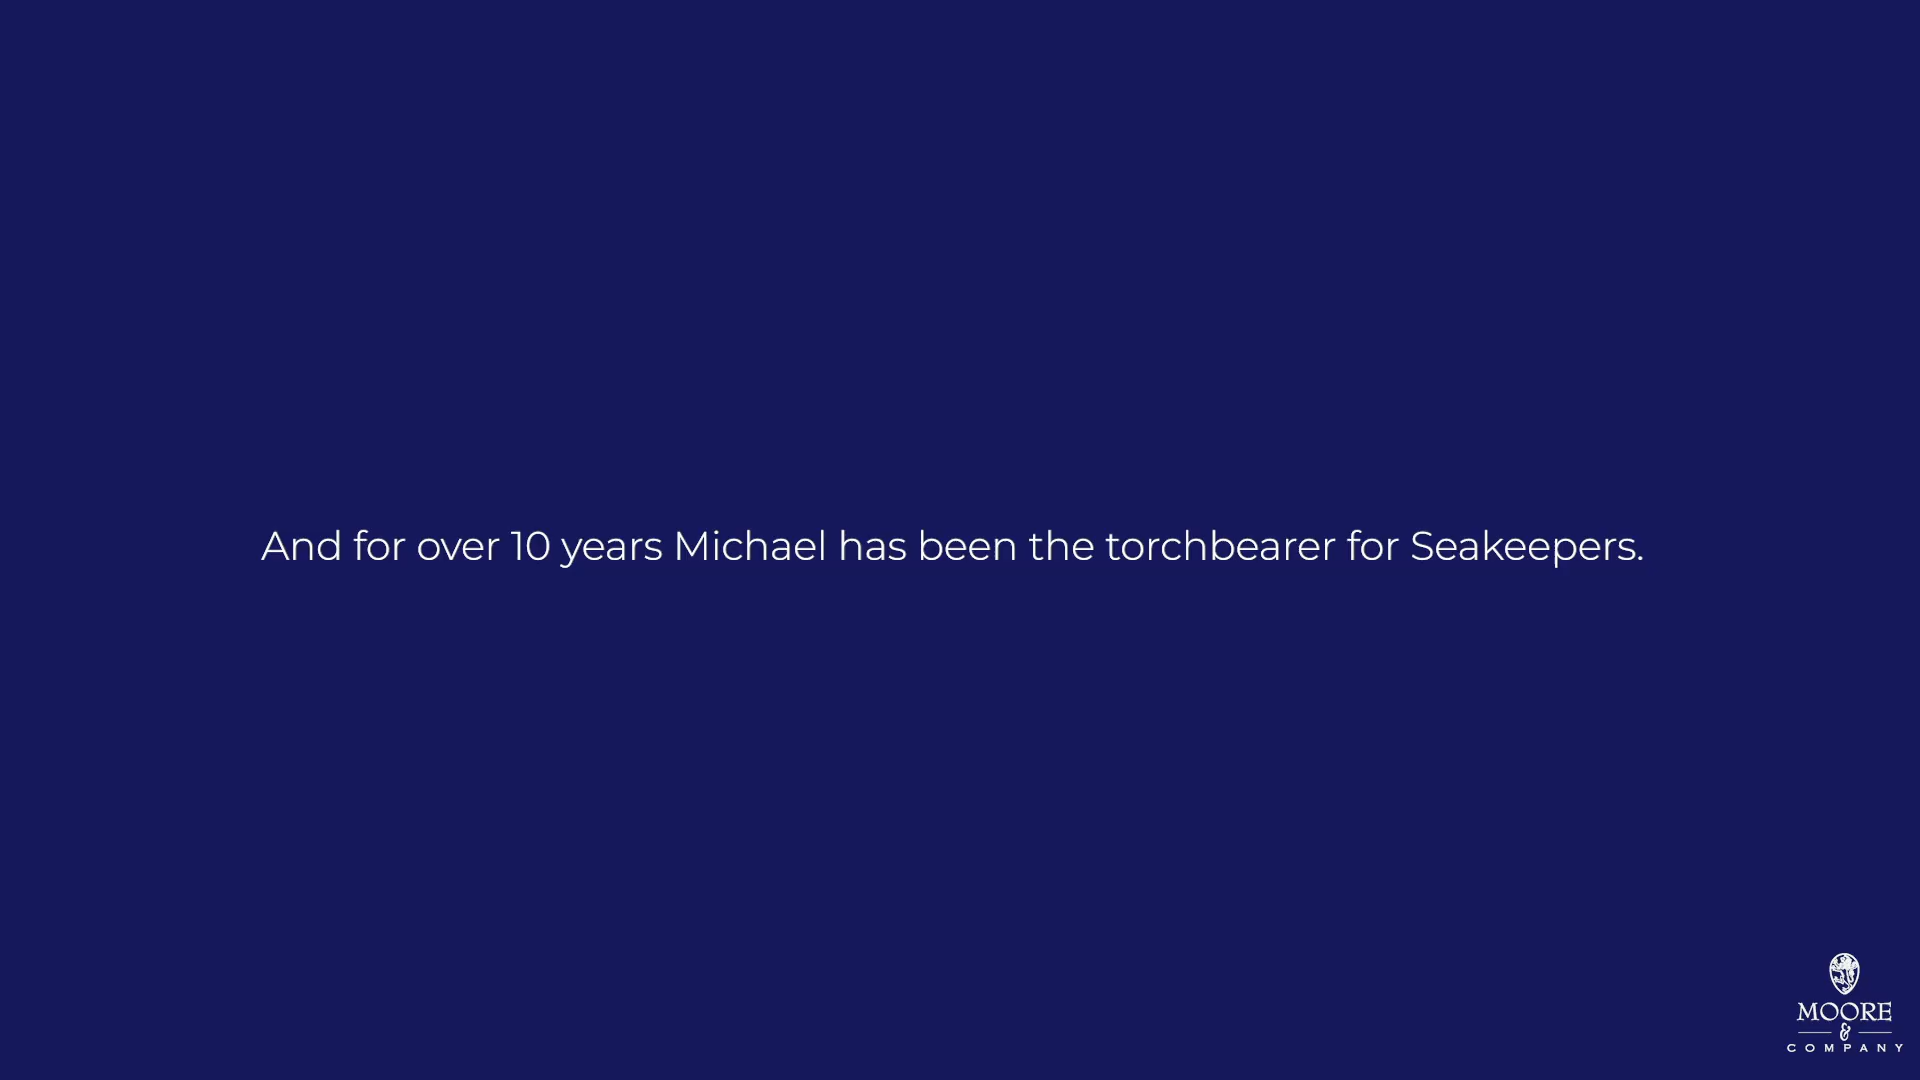 And for over 10 years Michael has been the torchbearer for Seakeepers.
MOORE
&
COMPANY